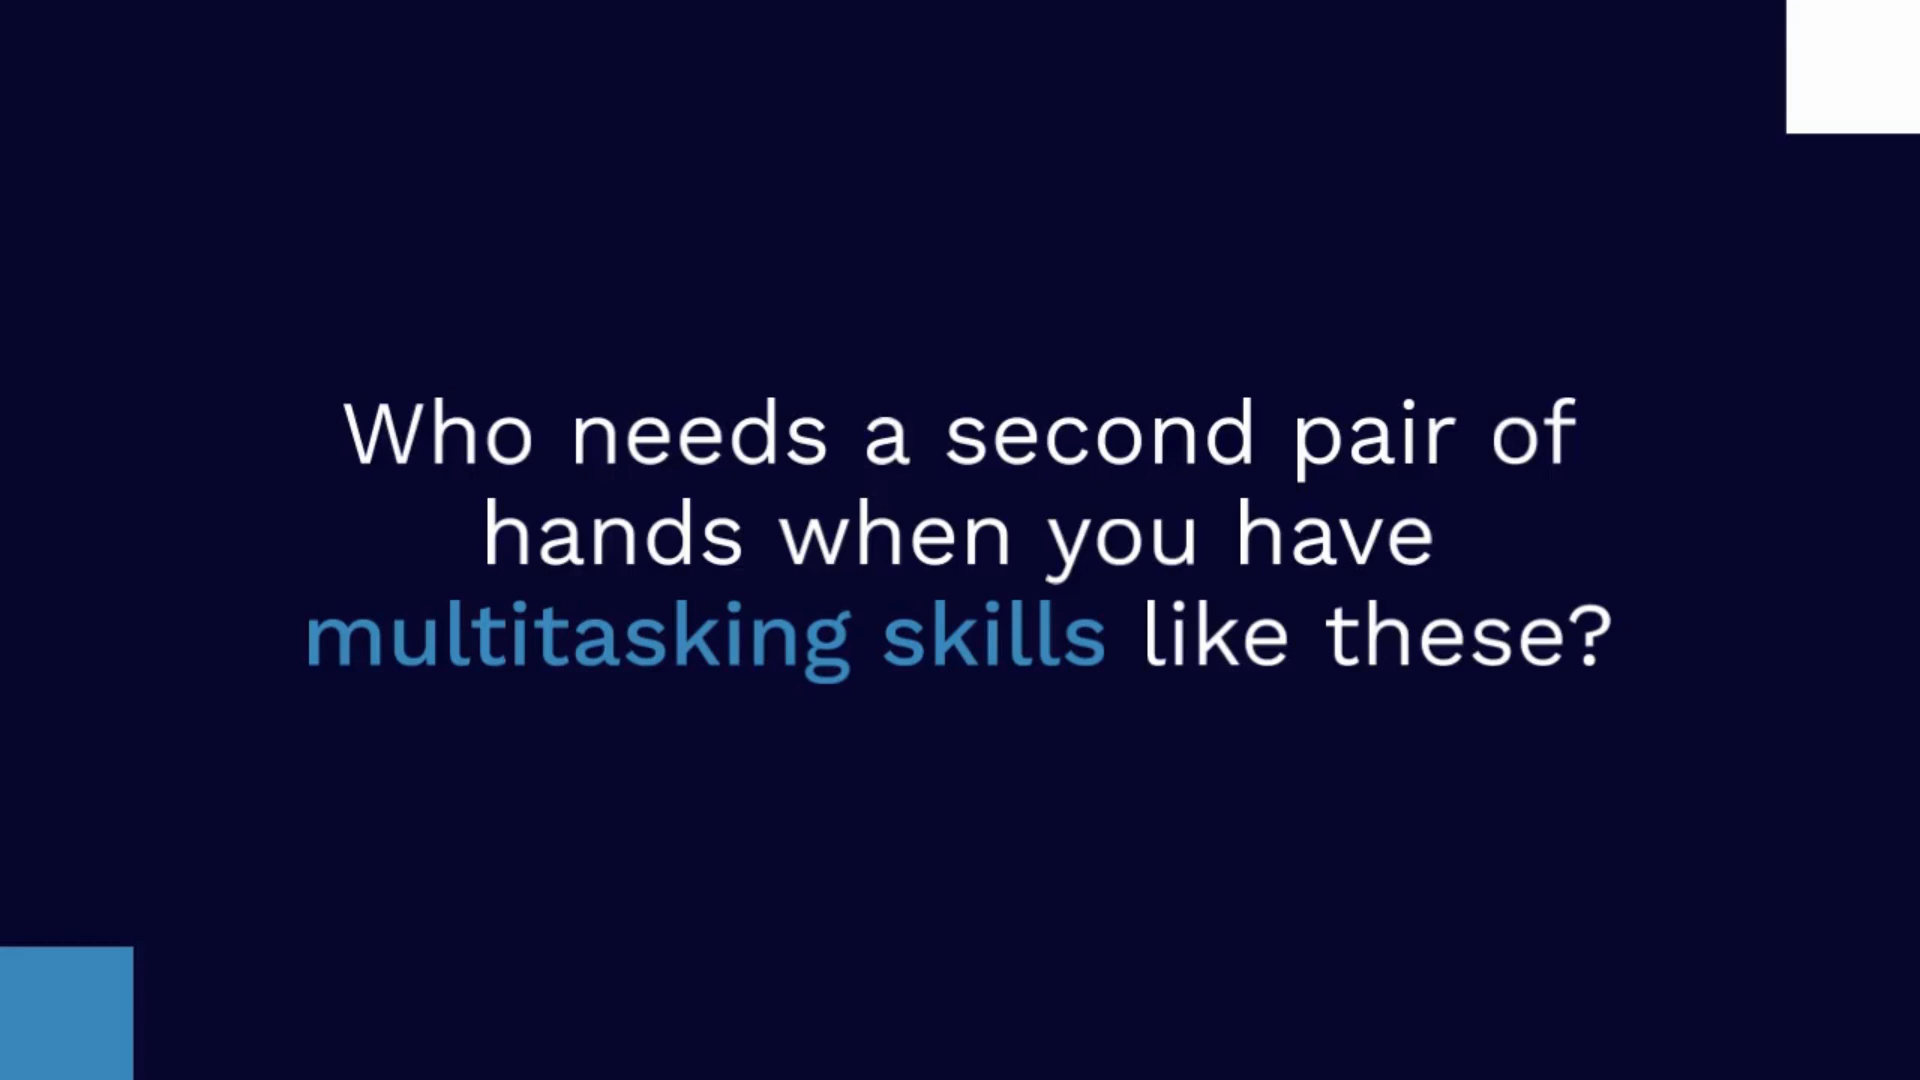 Who needs a second pair of
hands when you have
multitasking skills like these?